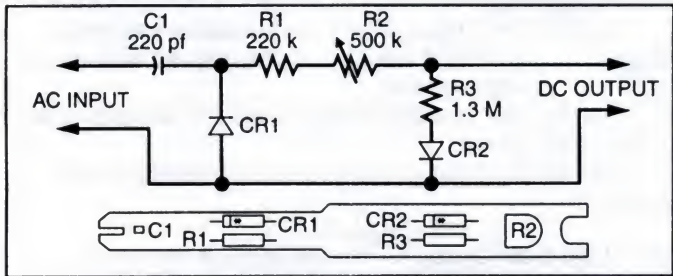 C1 R1 R2
220 pf 220 k 500 k
AC INPUT
R3
1.3 M
DC OUTPUT
CR1
CR2
C1
CR1
R1
CR2
R3
R2